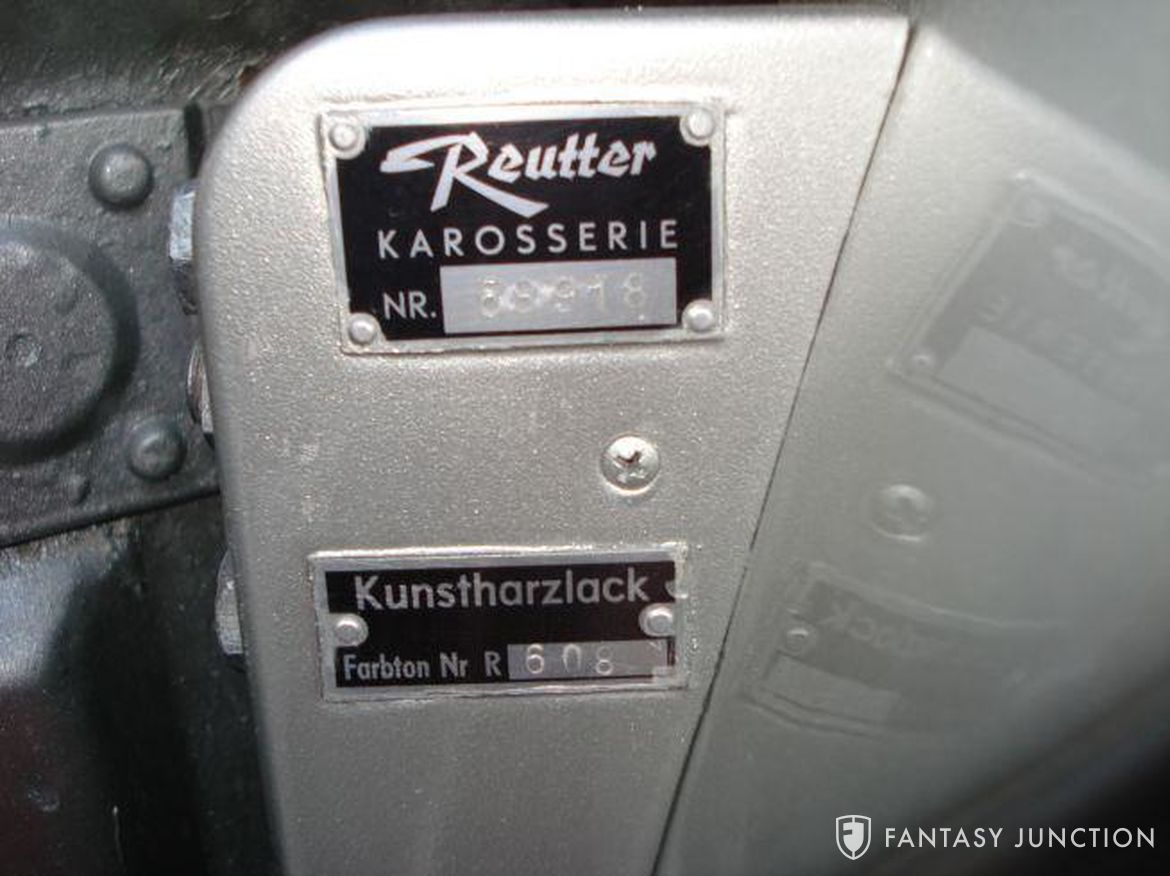 Reutter
KAROSSERIE
NR.
Kunstharzlack
Farbton Nr R 608
FANTASY JUNCTION